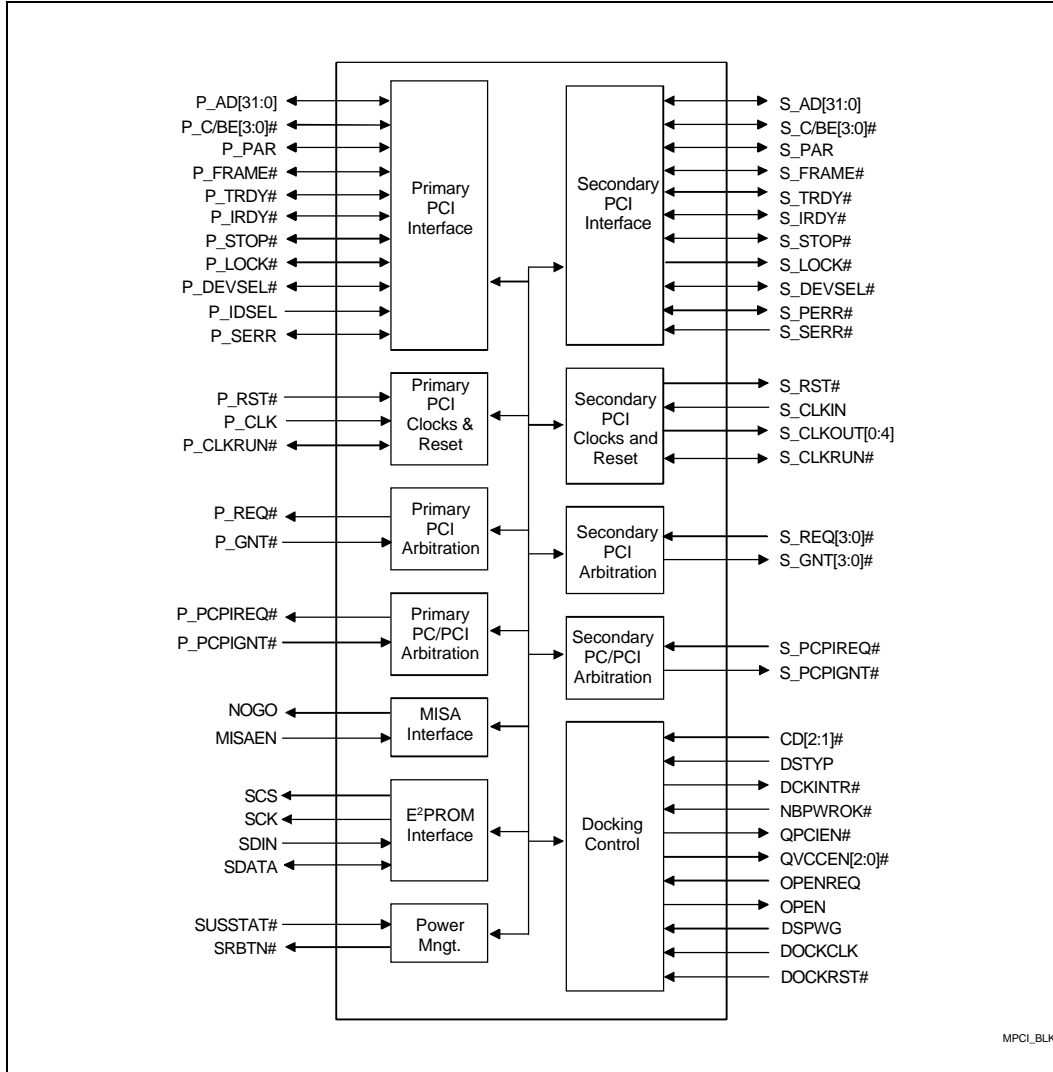 P_AD[31:0]
P_C/BE[3:0]#
P_PAR
P_FRAME#
P_TRDY#
P_IRDY#
P_STOP#
P_LOCK#
P_DEVSEL#
P_IDSEL
P_SERR
Primary
PCI
Interface
Secondary
PCI
Interface
S_AD[31:0]
S_C/BE[3:0]#
S_PAR
S_FRAME#
S_TRDY#
S_IRDY#
S_STOP#
S_LOCK#
S_DEVSEL#
S_PERR#
S_SERR#
P_RST#
P_CLK
P_CLKRUN#
Primary
PCI
Clocks &
Reset
Secondary
PCI
Clocks and
Reset
S_RST#
S_CLKIN
S_CLKOUT[0:4]
S_CLKRUN#
P_REQ#
P_GNT#
Primary
PCI
Arbitration
Secondary
PCI
Arbitration
S_REQ[3:0]#
S_GNT[3:0]#
P_PCPIREQ#
P_PCPIGNT#
Primary
PC/PCI
Arbitration
Secondary
PC/PCI
Arbitration
S_PCPIREQ#
S_PCPIGNT#
NOGO
MISAEN
MISA
Interface
SCS
SCK
SDIN
SDATA
E²PROM
Interface
SUSSTAT#
SRBTN#
Power
Mngt.
Docking
Control
CD[2:1]#
DSTYP
DCKINTR#
NBPWROK#
QPCIEN#
QVCCEN[2:0]#
OPENREQ
OPEN
DSPWG
DOCKCLK
DOCKRST#
MPCI_BLK